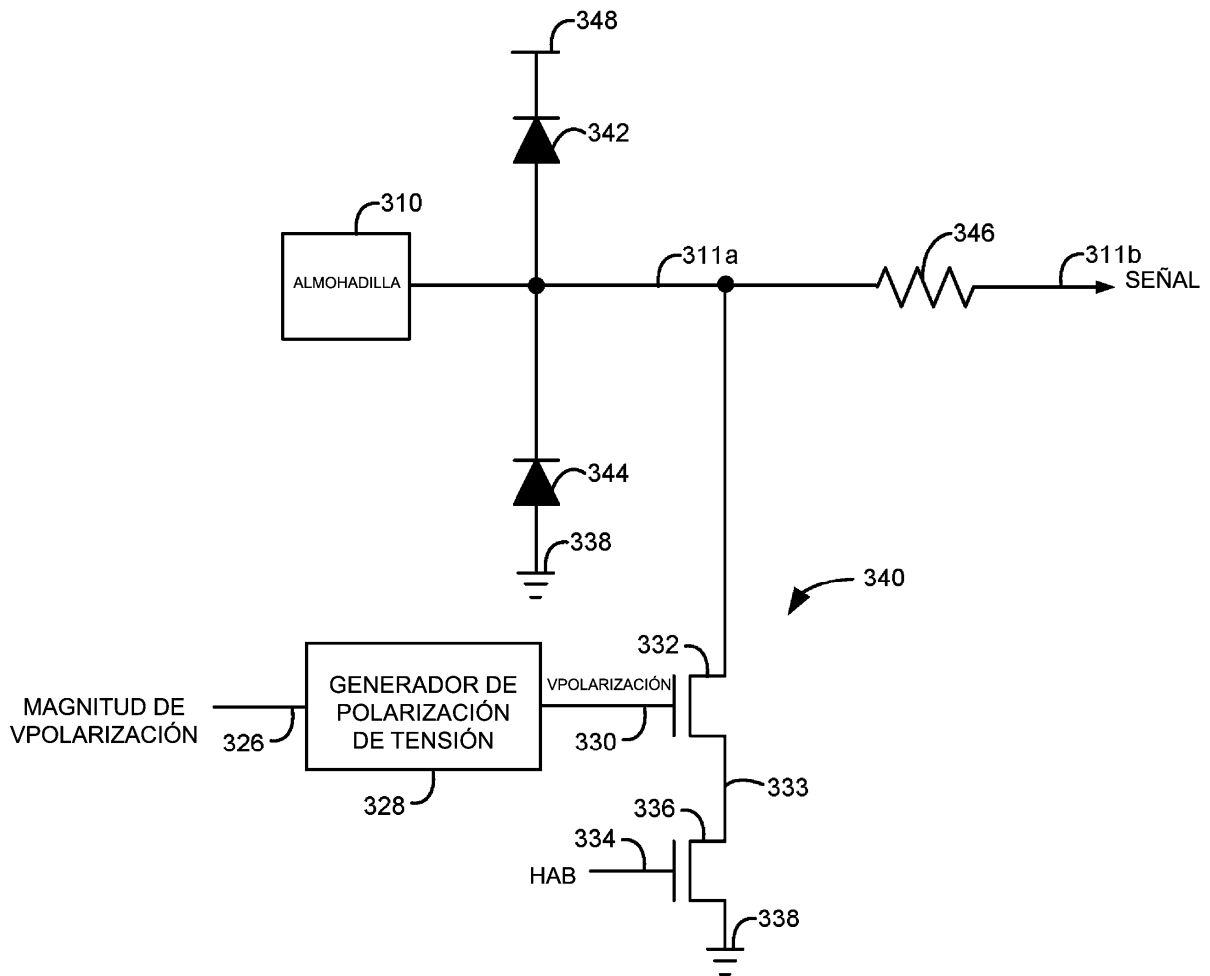 348
342
310
ALMOHADILLA
311a
346
311b
SEÑAL
344
338
340
332
MAGNITUD DE
VPOLARIZACIÓN
326
GENERADOR DE
POLARIZACIÓN
DE TENSIÓN
328
VPOLARIZACIÓN
330
333
336
334
HAB
338